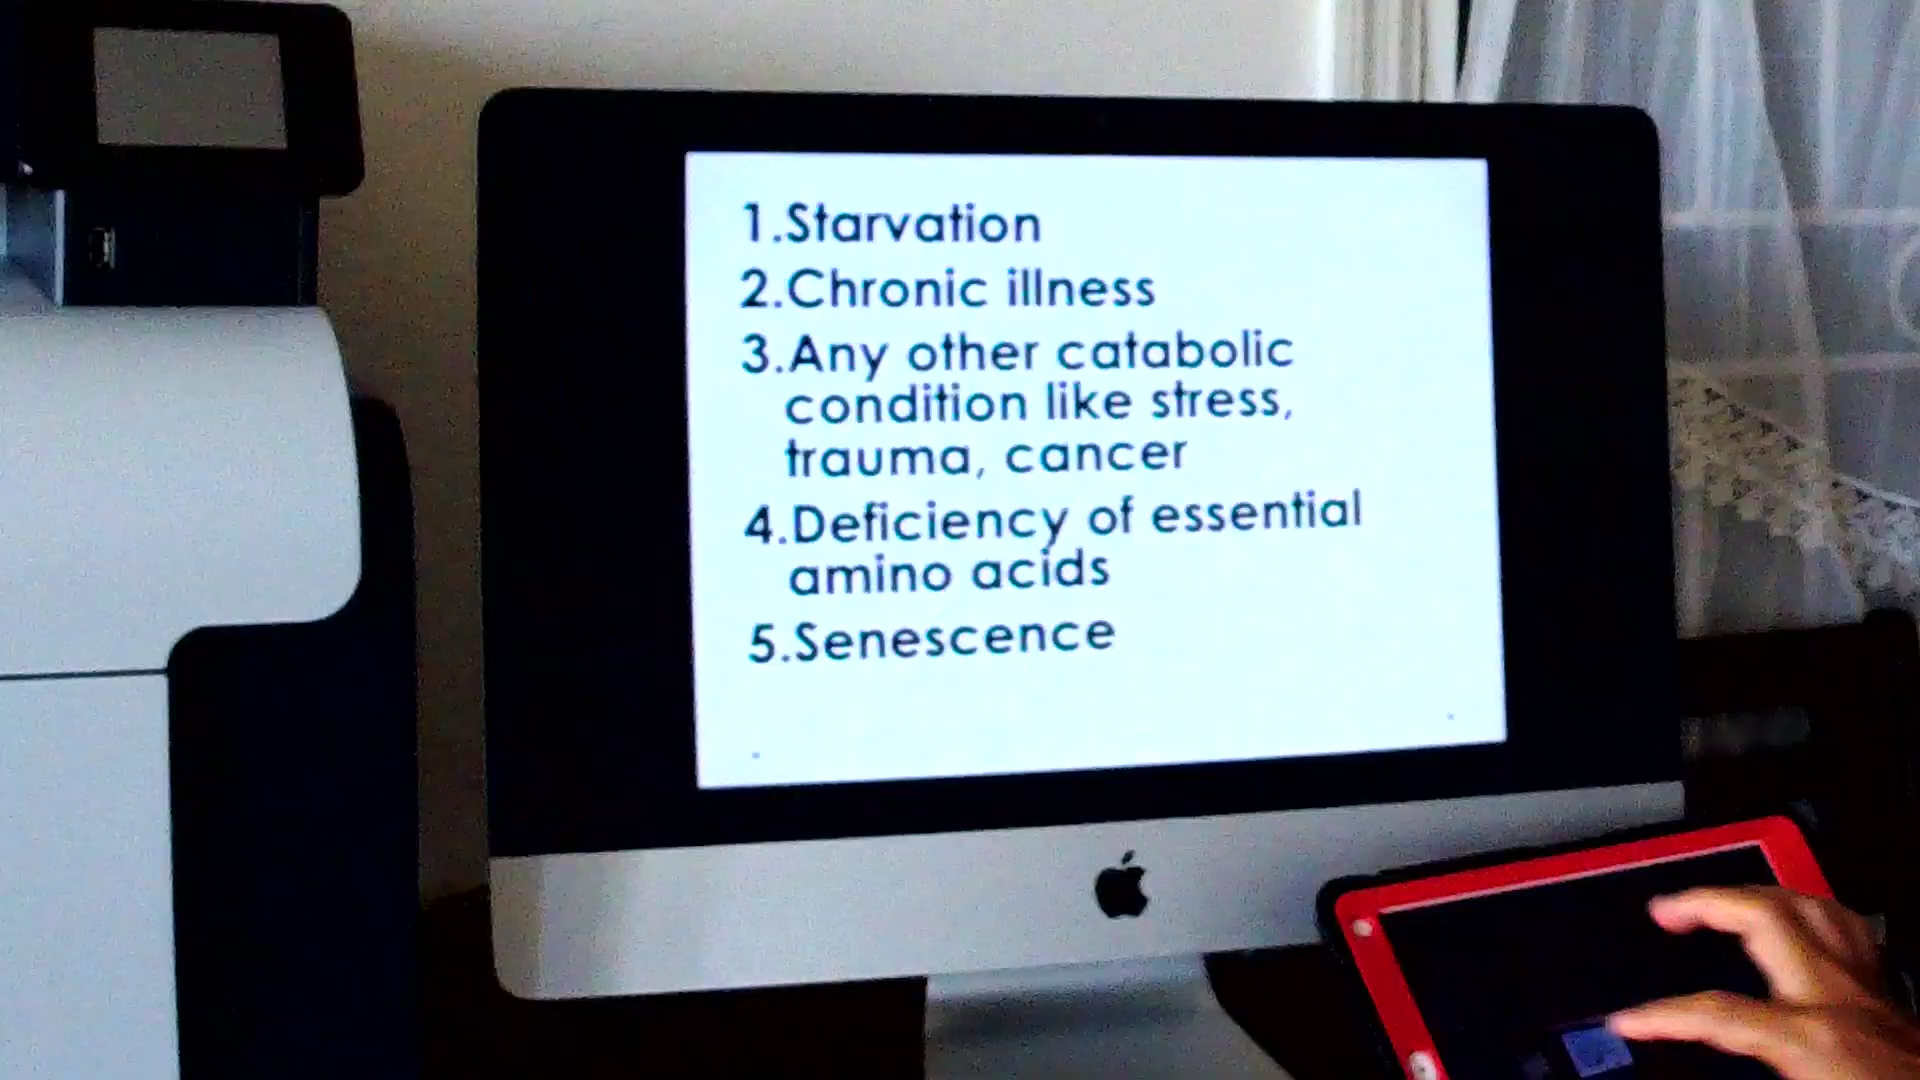 1.Starvation
2.Chronic illness
3.Any other catabolic
condition like stress,
trauma, cancer
4.Deficiency of essential
amino acids
5.Senescence